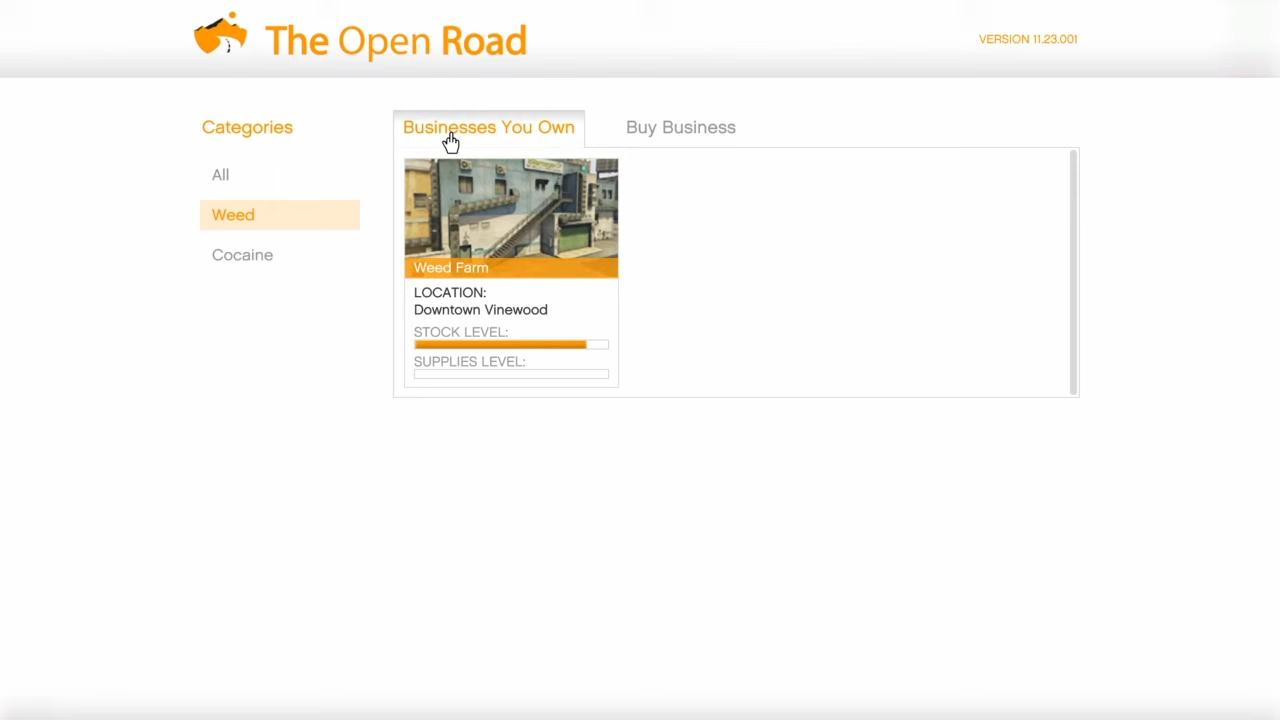 The Open Road
VERSION 11.23.001
Categories
All
Weed
Cocaine
Businesses You Own
Buy Business
Weed Farm
LOCATION:
Downtown Vinewood
STOCK LEVEL:
SUPPLIES LEVEL: